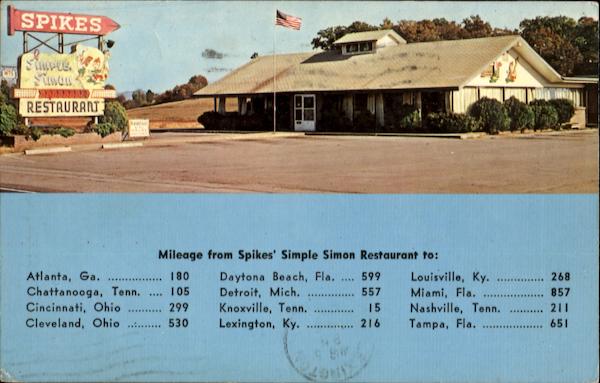 SPIKES
Simple
Simon
RESTAURANT
Mileage from Spikes' Simple Simon Restaurant to:
Atlanta, Ga. ................ 180
Chattanooga, Tenn. .... 105
Cincinnati, Ohio .......... 299
Cleveland, Ohio .......... 530
Daytona Beach, Fla. .... 599
Detroit, Mich. .............. 557
Knoxville, Tenn. ............ 15
Lexington, Ky. .............. 216
Louisville, Ky. .............. 268
Miami, Fla. .................. 857
Nashville, Tenn. .......... 211
Tampa, Fla. .................. 651